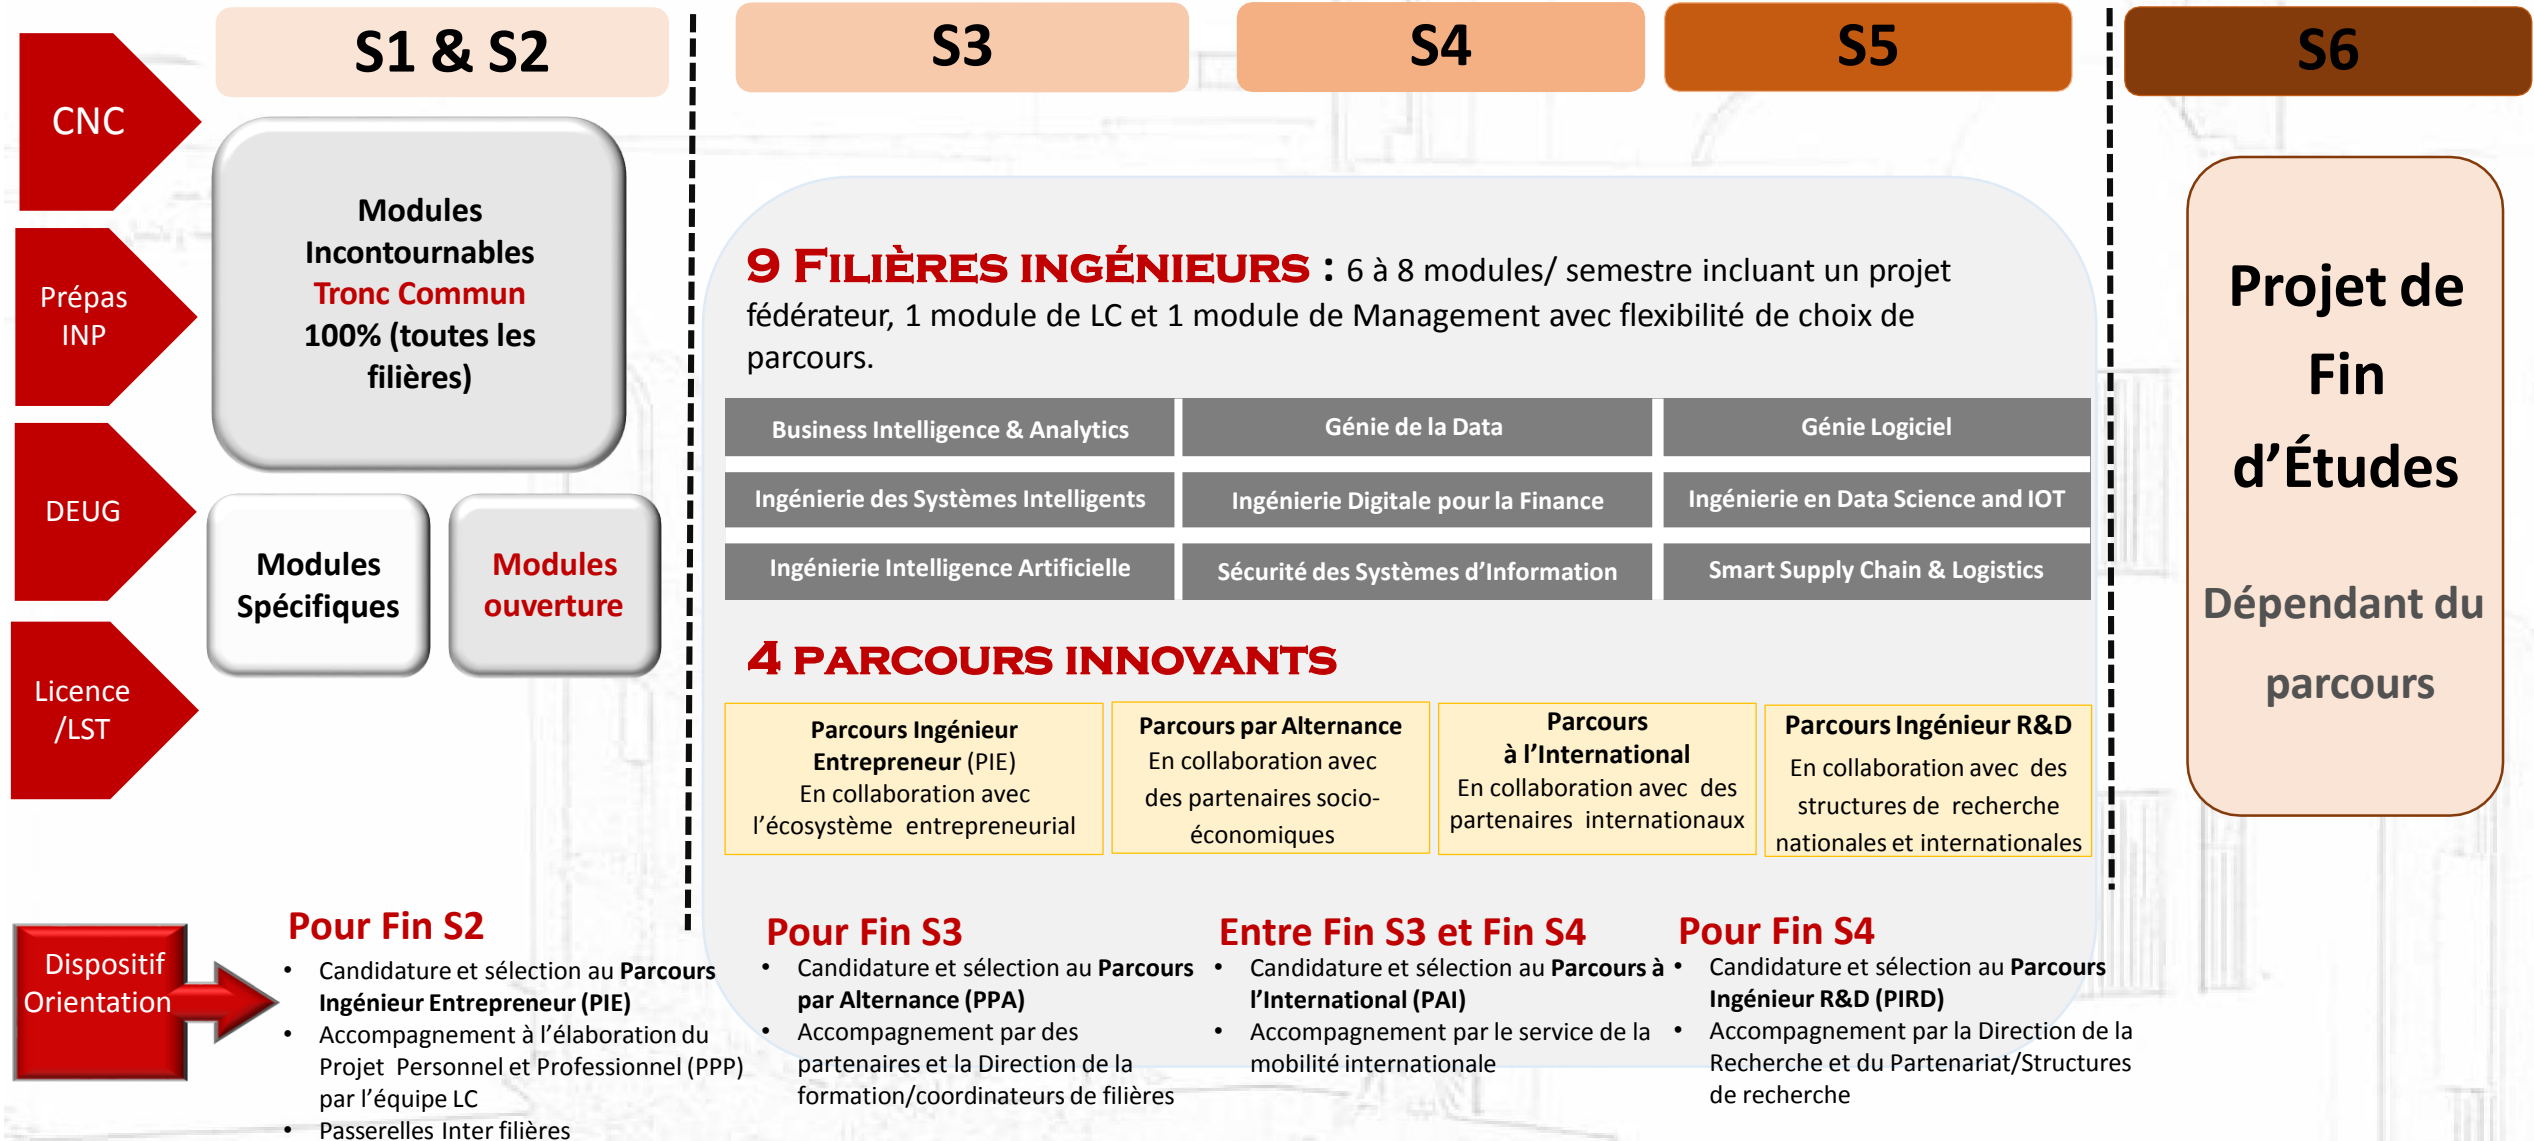 S1 & S2
S3
S4
S5
S6
CNC
Prépas
INP
DEUG
Licence
/LST
Modules
Incontournables
Tronc Commun
100% (toutes les
filières)
Modules
Spécifiques
Modules
ouverture
9 FILIÈRES INGÉNIEURS : 6 à 8 modules/ semestre incluant un projet
fédérateur, 1 module de LC et 1 module de Management avec flexibilité de choix de
parcours.
Business Intelligence & Analytics
Génie de la Data
Génie Logiciel
Ingénierie des Systèmes Intelligents
Ingénierie Digitale pour la Finance
Ingénierie en Data Science and IOT
Ingénierie Intelligence Artificielle
Sécurité des Systèmes d'Information
Smart Supply Chain & Logistics
4 PARCOURS INNOVANTS
Parcours Ingénieur
Entrepreneur (PIE)
En collaboration avec
l'écosystème entrepreneurial
Parcours par Alternance
En collaboration avec
des partenaires socio-
économiques
Parcours
à l'International
En collaboration avec des
partenaires internationaux
Parcours Ingénieur R&D
En collaboration avec des
structures de recherche
nationales et internationales
Projet de
Fin
d'Études
Dépendant du
parcours
Dispositif
Orientation
Pour Fin S2
• Candidature et sélection au Parcours
Ingénieur Entrepreneur (PIE)
• Accompagnement à l'élaboration du
Projet Personnel et Professionnel (PPP)
par l'équipe LC
• Passerelles Inter filières
Pour Fin S3
• Candidature et sélection au Parcours
par Alternance (PPA)
• Accompagnement par des
partenaires et la Direction de la
formation/coordinateurs de filières
Entre Fin S3 et Fin S4
• Candidature et sélection au Parcours à
l'International (PAI)
• Accompagnement par le service de la
mobilité internationale
Pour Fin S4
• Candidature et sélection au Parcours
Ingénieur R&D (PIRD)
• Accompagnement par la Direction de la
Recherche et du Partenariat/Structures
de recherche